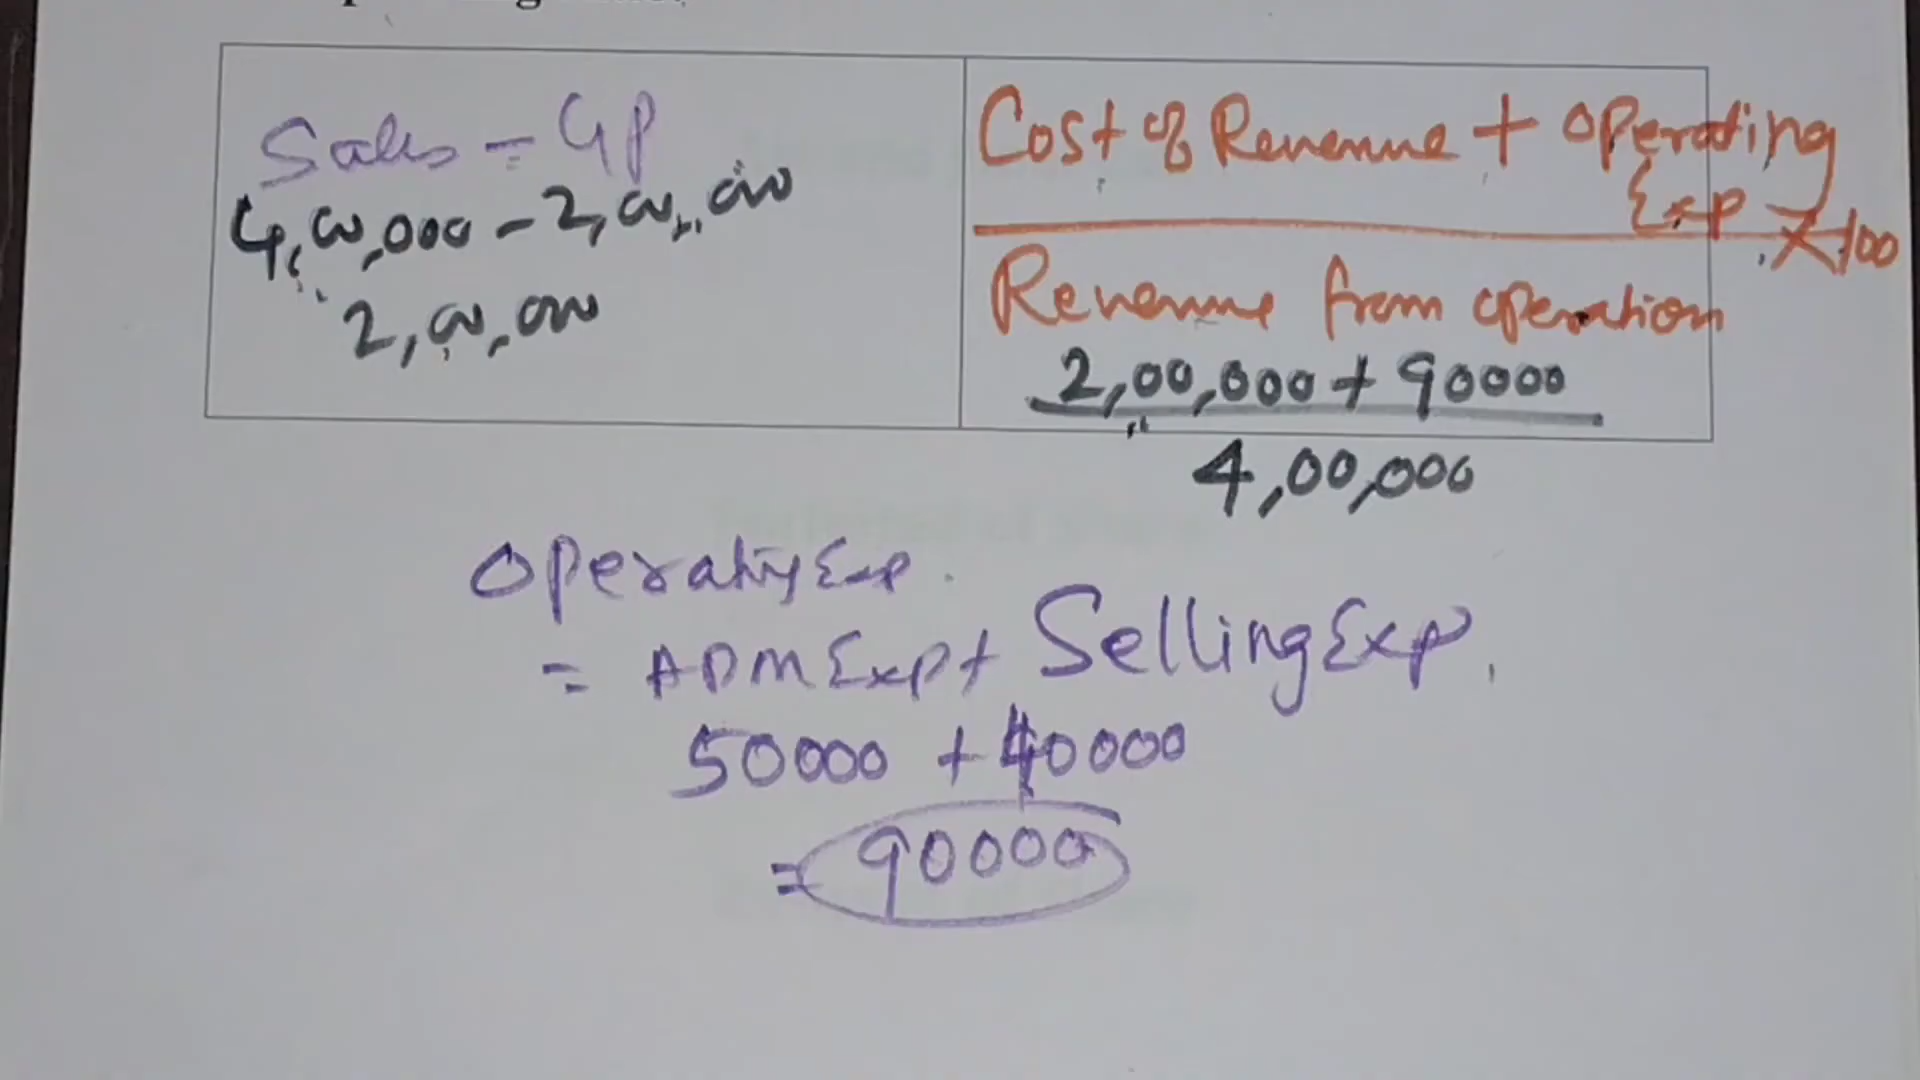 Sales - GP
4,00,000 - 2,00,000
2,00,000
Cost of Revenue + Operating
Exp × 100
Revenue from operation
2,00,000 + 90000
4,00,000
Operating Exp.
= ADM Exp + Selling Exp.
50000 + 40000
= 90000